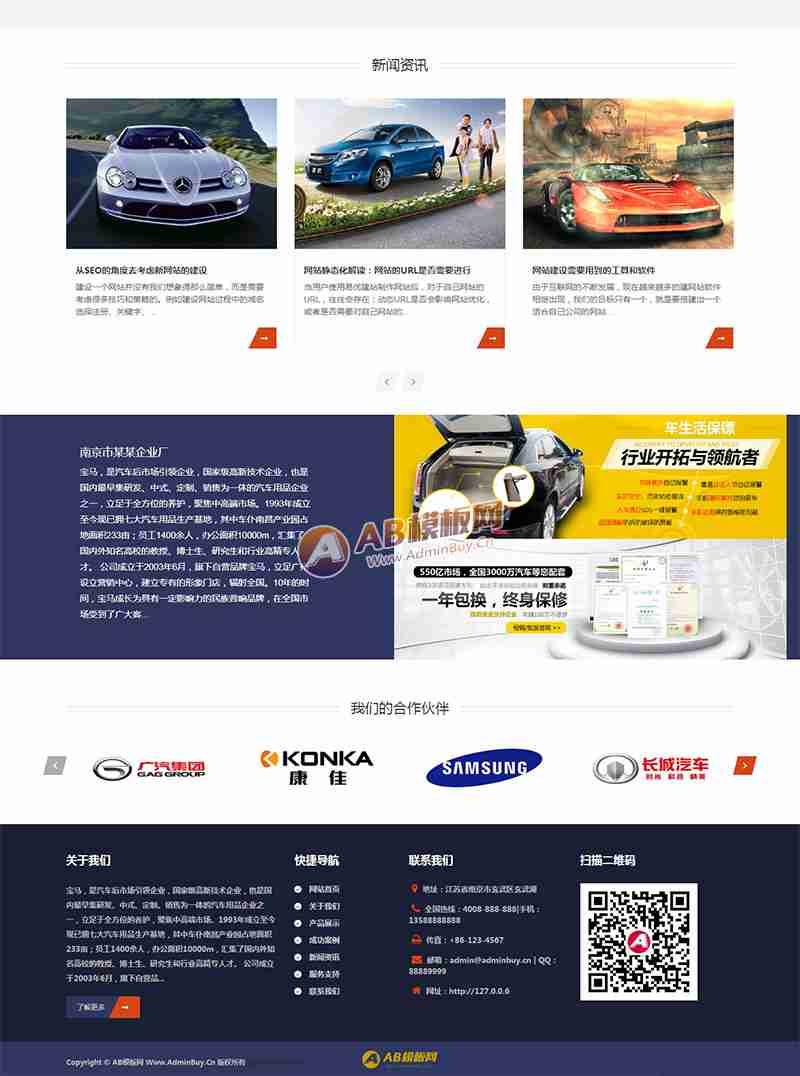 新闻资讯
从SEO的角度去考虑新网站的建设
建设一个网站并没有我们想象得那么简单，而是需要
考虑很多技巧和策略的。例如建设网站过程中的域名
选择注册、关键字、...
网站静态化解读：网站的URL是否需要进行
当用户使用易优建站制作网站后，对于自己网站的
URL，往往会存在：动态URL是否会影响网站优化，
或者是否需要对自己网站的...
网站建设需要用到的工具和软件
由于互联网的不断发展，现在越来越多的建网站软件
相继出现，我们的目标只有一个，就是要搭建出一个
适合自己公司的网站...
南京市某某企业厂
宝马，是汽车后市场引领企业，国家级高新技术企业，也是
国内最早集研发、中式、定制、销售为一体的汽车用品企业
之一，立足于全方位的养护，聚焦中高端市场。1993年成立
至今现已拥七大汽车用品生产基地，其中车仆南昌产业园占
地面积233亩；员工1400余人，办公面积10000m，汇集了
国内外知名高校的教授、博士生、研究生和行业高精专人
才。 公司成立于2003年6月，旗下自营品牌宝马，立足广
设立营销中心，建立专有的形象门店，辐射全国。10年的时
间，宝马成长为具有一定影响力的民族音响品牌，在全国市
场受到了广大客...
车生活保镖
行业开拓与领航者
AB模板网
Www.AdminBuy.Cn
550亿市场，全国3000万汽车等您配套
一年包换，终身保修
我们的合作伙伴
广汽集团
GAG GROUP
KONKA
康佳
SAMSUNG
长城汽车
关于我们
宝马，是汽车后市场引领企业，国家级高新技术企业，也是国
内最早集研发、中式、定制、销售为一体的汽车用品企业之
一，立足于全方位的养护，聚焦中高端市场。1993年成立至今
现已拥七大汽车用品生产基地，其中车仆南昌产业园占地面积
233亩；员工1400余人，办公面积10000m，汇集了国内外知
名高校的教授、博士生、研究生和行业高精专人才。 公司成立
于2003年6月，旗下自营品...
了解更多
快捷导航
网站首页
关于我们
产品展示
成功案例
新闻资讯
服务支持
联系我们
联系我们
地址：江苏省南京市玄武区玄武湖
全国热线：4008-888-888|手机：
13588888888
传真：+86-123-4567
邮箱：admin@adminbuy.cn | QQ：
88889999
网址：http://127.0.0.6
扫描二维码
Copyright © AB模板网 Www.AdminBuy.Cn 版权所有
AB模板网